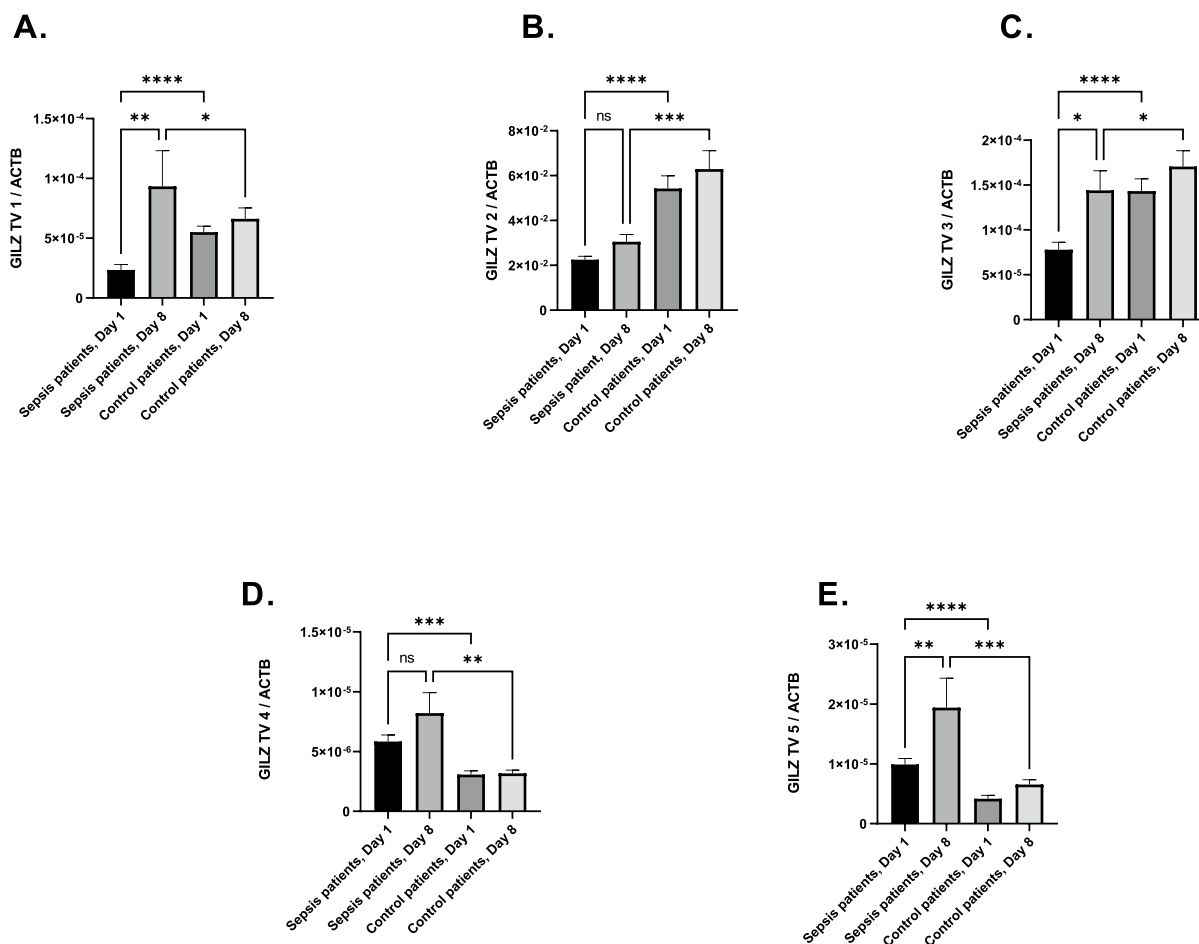 A.
B.
C.
****
**
*
GILZ TV 1 / ACTB
1.5×10⁻⁴
1×10⁻⁴
5×10⁻⁵
0
Sepsis patients, Day 1
Sepsis patients, Day 8
Control patients, Day 1
Control patients, Day 8
****
ns
***
GILZ TV 2 / ACTB
8×10⁻²
6×10⁻²
4×10⁻²
2×10⁻²
0
Sepsis patients, Day 1
Sepsis patient, Day 8
Control patients, Day 1
Control patients, Day 8
****
*
*
GILZ TV 3 / ACTB
2×10⁻⁴
1.5×10⁻⁴
1×10⁻⁴
5×10⁻⁵
0
Sepsis patients, Day 1
Sepsis patients, Day 8
Control patients, Day 1
Control patients, Day 8
D.
E.
***
ns
**
GILZ TV 4 / ACTB
1.5×10⁻⁵
1×10⁻⁵
5×10⁻⁶
0
Sepsis patients, Day 1
Sepsis patients, Day 8
Control patients, Day 1
Control patients, Day 8
****
**
***
GILZ TV 5 / ACTB
3×10⁻⁵
2×10⁻⁵
1×10⁻⁵
0
Sepsis patients, Day 1
Sepsis patients, Day 8
Control patients, Day 1
Control patients, Day 8